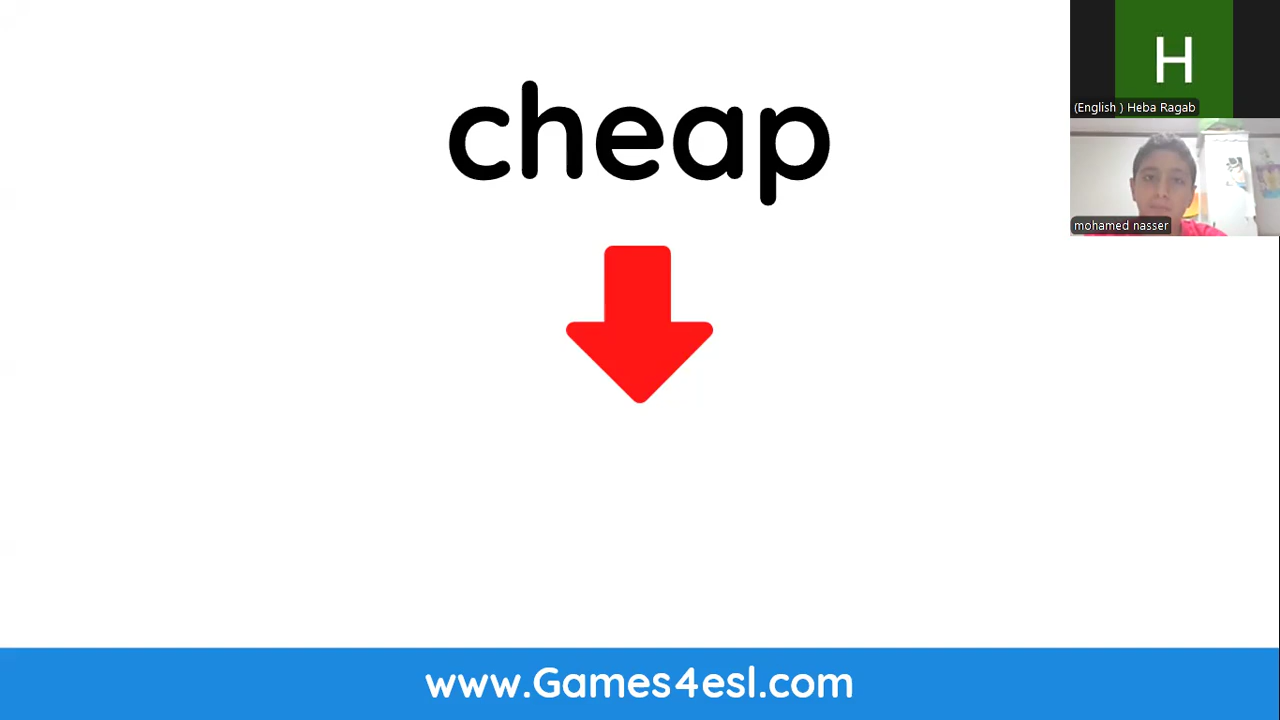 cheap
H
(English ) Heba Ragab
mohamed nasser
www.Games4esl.com